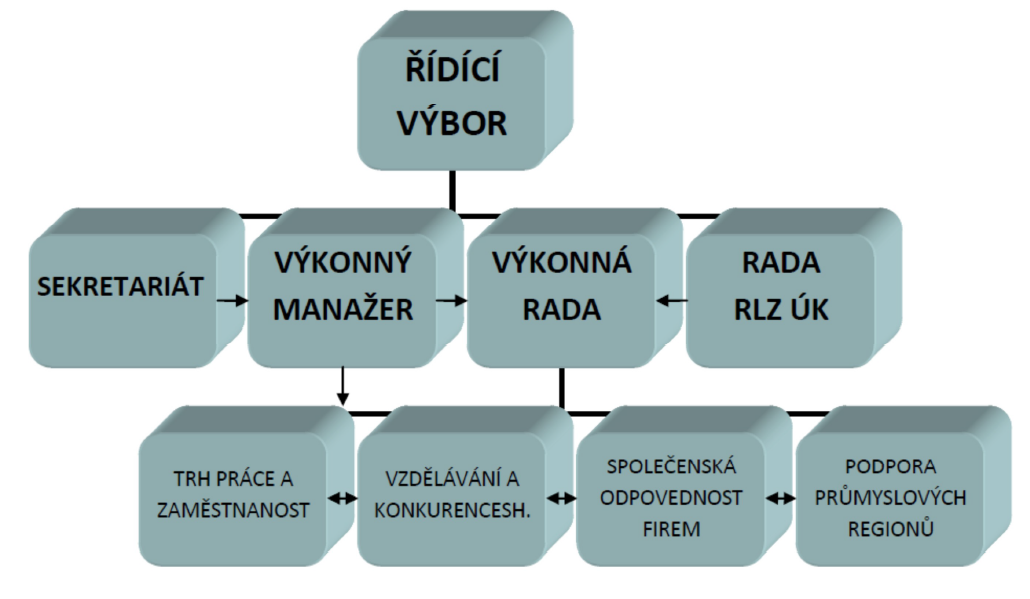 ŘÍDÍCÍ
VÝBOR
SEKRETARIÁT
VÝKONNÝ
MANAŽER
VÝKONNÁ
RADA
RADA
RLZ ÚK
TRH PRÁCE A
ZAMĚSTNANOST
VZDĚLÁVÁNÍ A
KONKURENCESH.
SPOLEČENSKÁ
ODPOVEDNOST
FIREM
PODPORA
PRŮMYSLOVÝCH
REGIONŮ